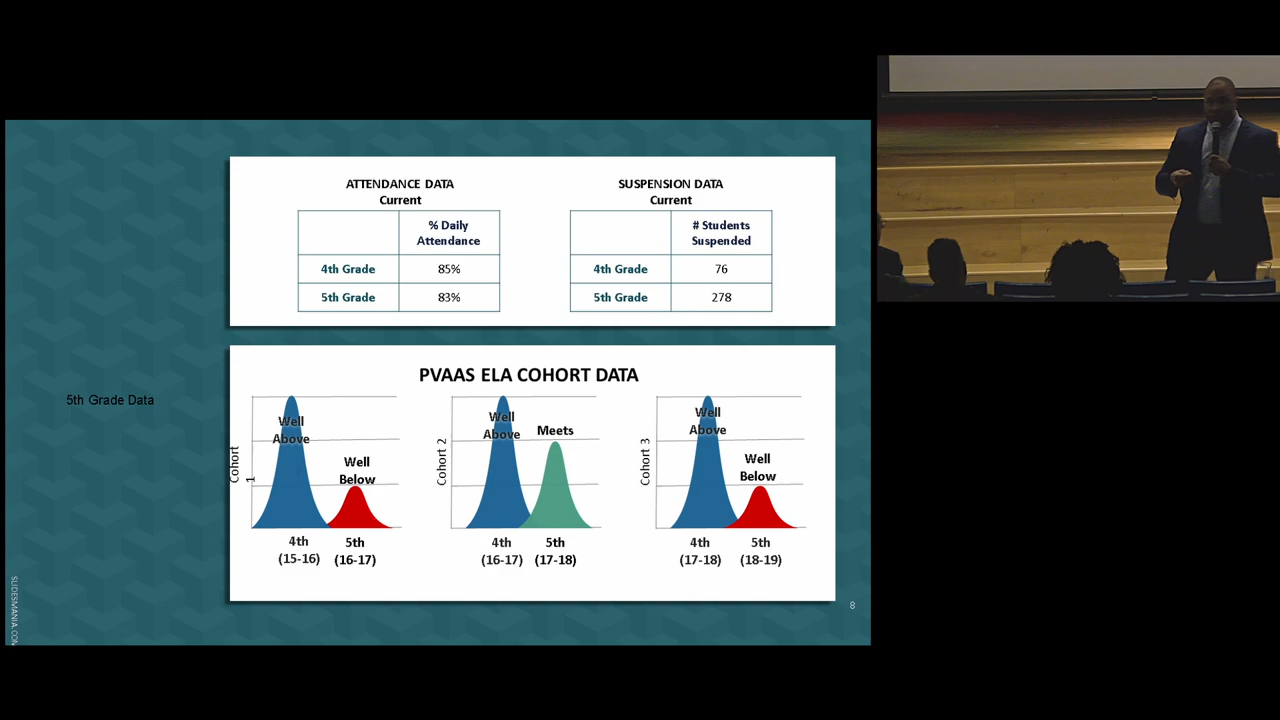 ATTENDANCE DATA
Current
% Daily
Attendance
4th Grade 85%
5th Grade 83%
SUSPENSION DATA
Current
# Students
Suspended
4th Grade 76
5th Grade 278
5th Grade Data
PVAAS ELA COHORT DATA
Cohort
1
Well
Above
Well
Below
4th
(15-16)
5th
(16-17)
Cohort 2
Well
Above
Meets
4th
(16-17)
5th
(17-18)
Cohort 3
Well
Above
Well
Below
4th
(17-18)
5th
(18-19)
SLIDESMANIA.COM
8